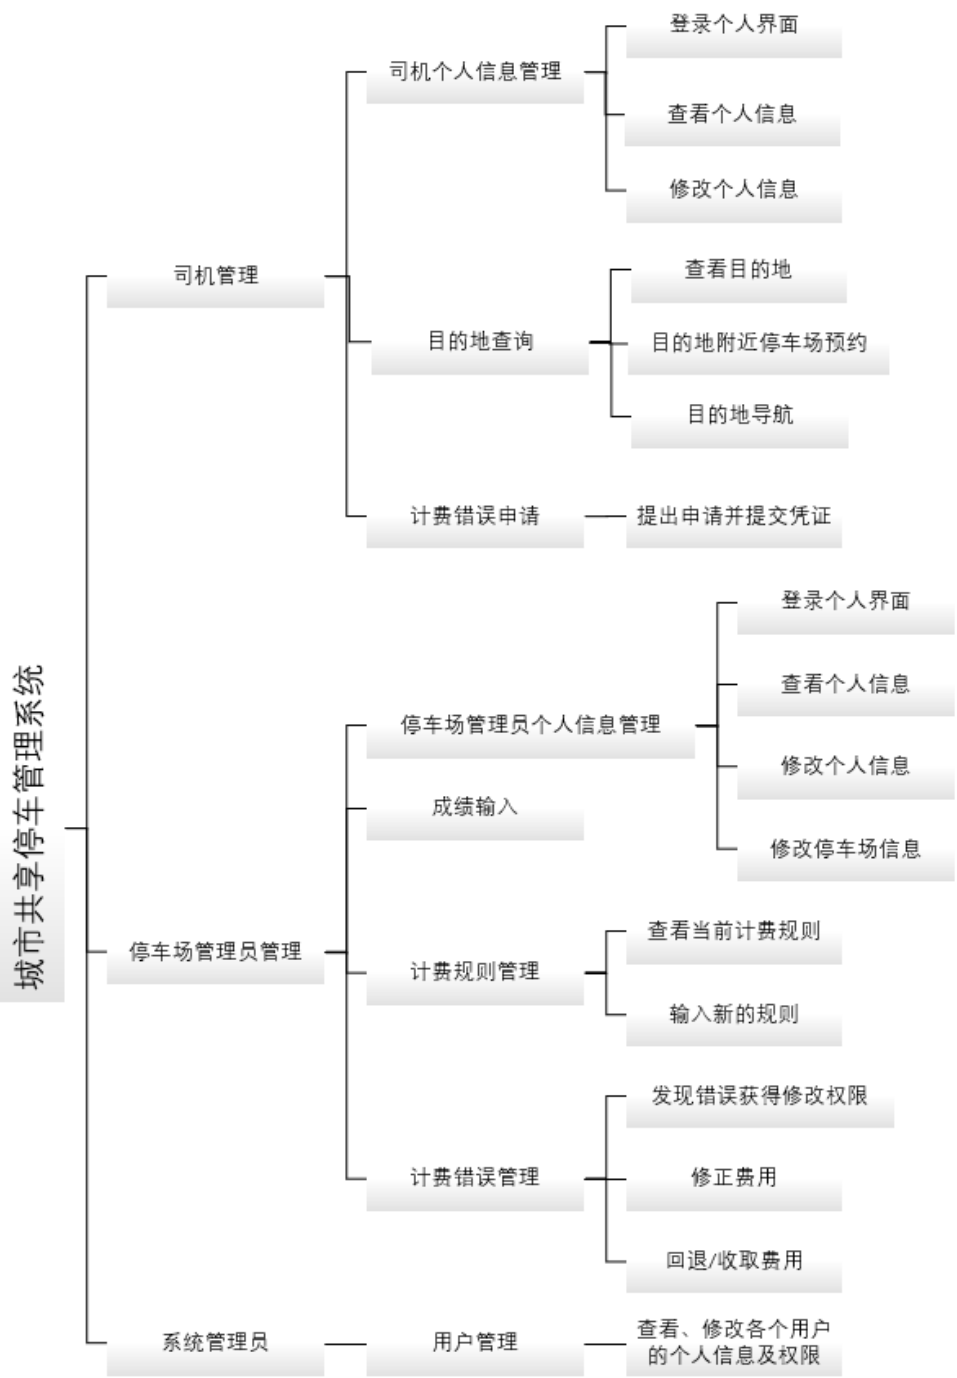 城市共享停车管理系统
司机管理
司机个人信息管理
登录个人界面
查看个人信息
修改个人信息
目的地查询
查看目的地
目的地附近停车场预约
目的地导航
计费错误申请
提出申请并提交凭证
停车场管理员管理
停车场管理员个人信息管理
登录个人界面
查看个人信息
修改个人信息
修改停车场信息
成绩输入
计费规则管理
查看当前计费规则
输入新的规则
计费错误管理
发现错误获得修改权限
修正费用
回退/收取费用
系统管理员
用户管理
查看、修改各个用户
的个人信息及权限